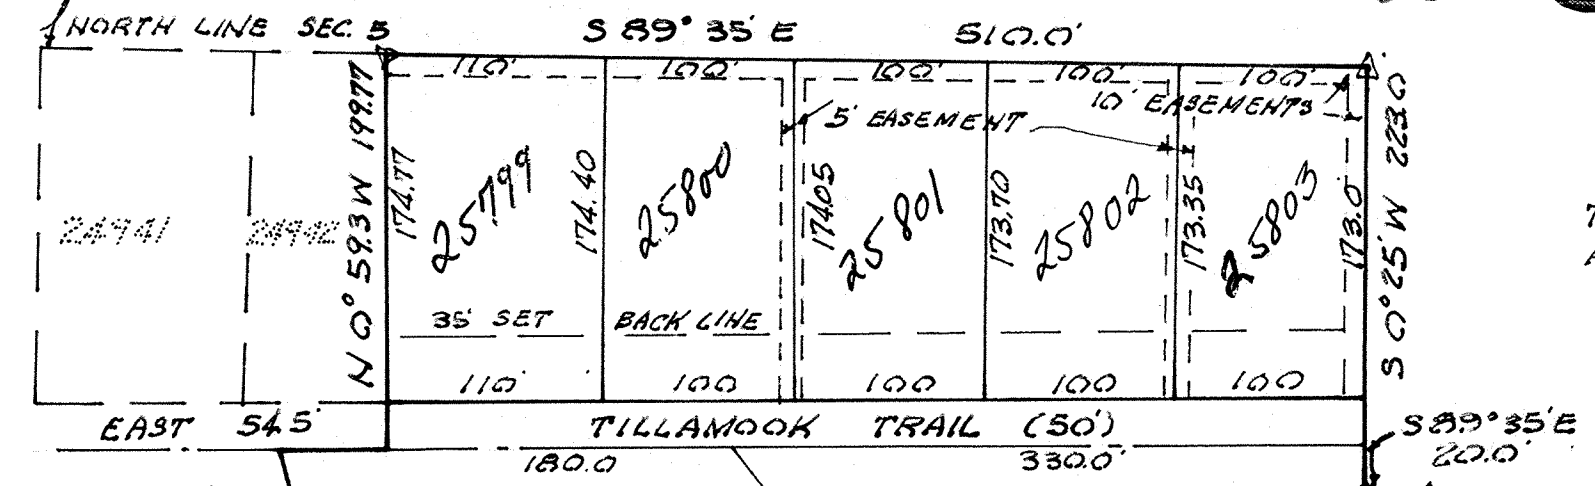 NORTH LINE SEC. 5 S 89° 35' E 510.0'
110' 100' 100' 100' 100'
10' EASEMENTS
5' EASEMENT
24941 24942
N 0° 59.3 W 199.77
174.77 25799 174.40 25800 174.05 25801 173.70 25802 173.35 25803 173.0
S 0° 25' W 223.0
35' SET BACK LINE
110' 100 100 100 100
EAST 54.5' TILLAMOOK TRAIL (50')
180.0 330.0'
S 89° 35' E
20.0'